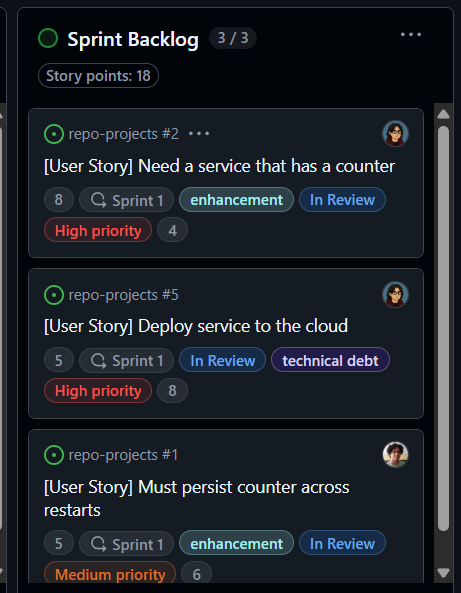 Sprint Backlog 3 / 3 ...
Story points: 18
repo-projects #2 ...
[User Story] Need a service that has a counter
8 Sprint 1 enhancement In Review
High priority 4
repo-projects #5
[User Story] Deploy service to the cloud
5 Sprint 1 In Review technical debt
High priority 8
repo-projects #1
[User Story] Must persist counter across
restarts
5 Sprint 1 enhancement In Review
Medium priority 6